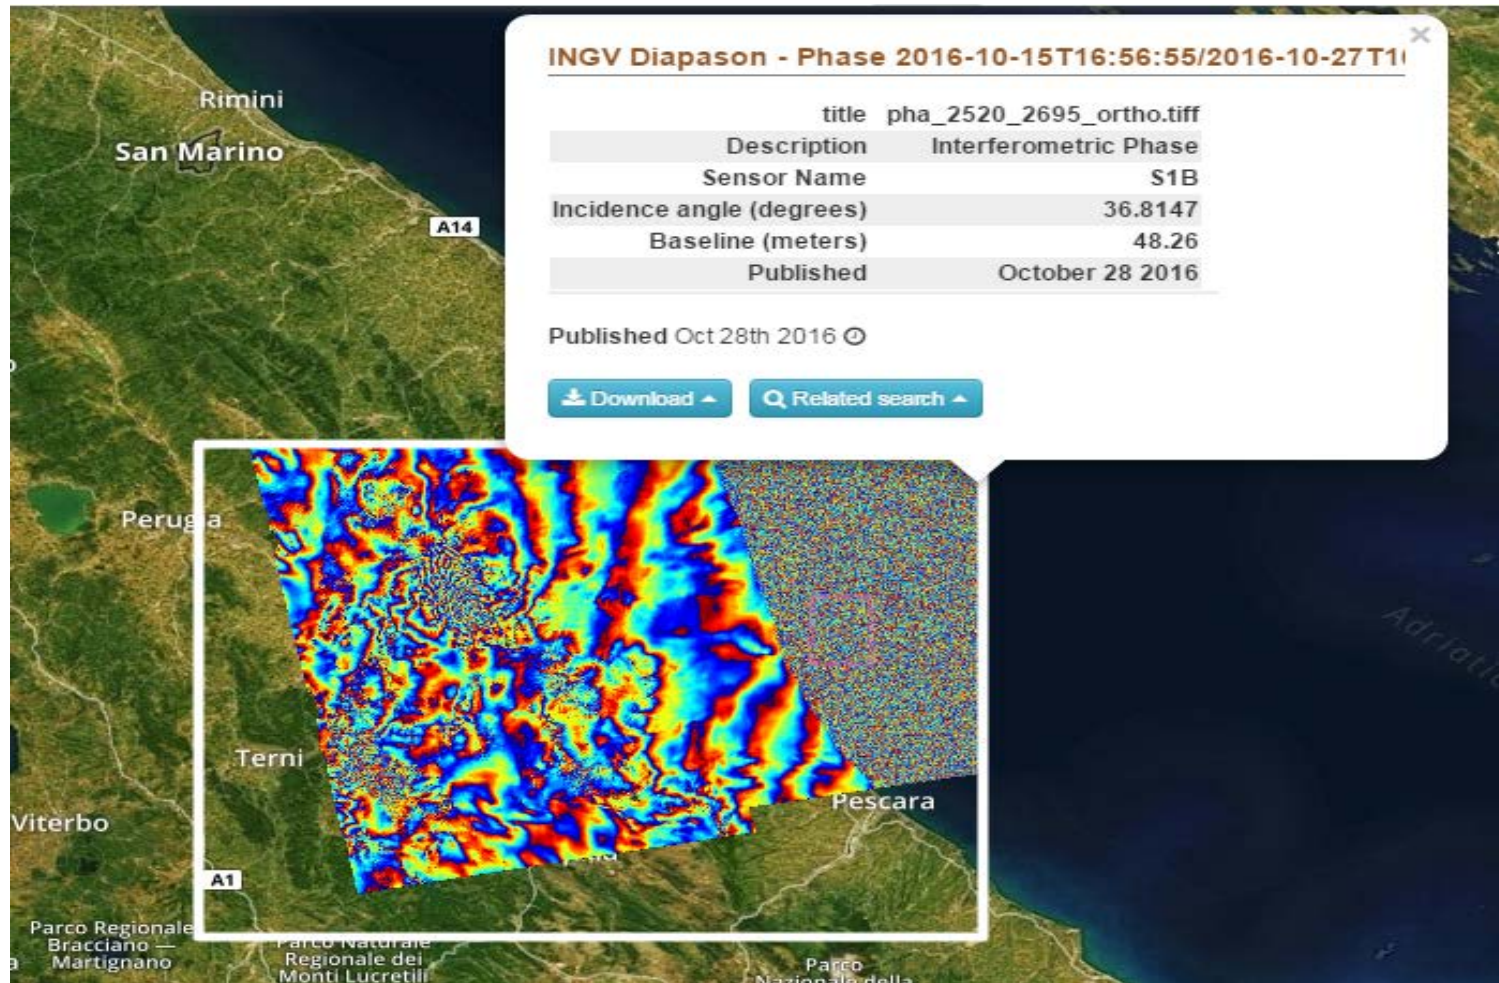 INGV Diapason - Phase 2016-10-15T16:56:55/2016-10-27T1
title pha_2520_2695_ortho.tiff
Description Interferometric Phase
Sensor Name S1B
Incidence angle (degrees) 36.8147
Baseline (meters) 48.26
Published October 28 2016
Published Oct 28th 2016
Download
Related search
Rimini
San Marino
A14
Perugia
Adriatic
Terni
Pescara
Viterbo
A1
Parco Regionale
Bracciano —
Martignano
Parco Naturale
Regionale dei
Monti Lucretili
Parco
Nazionale della